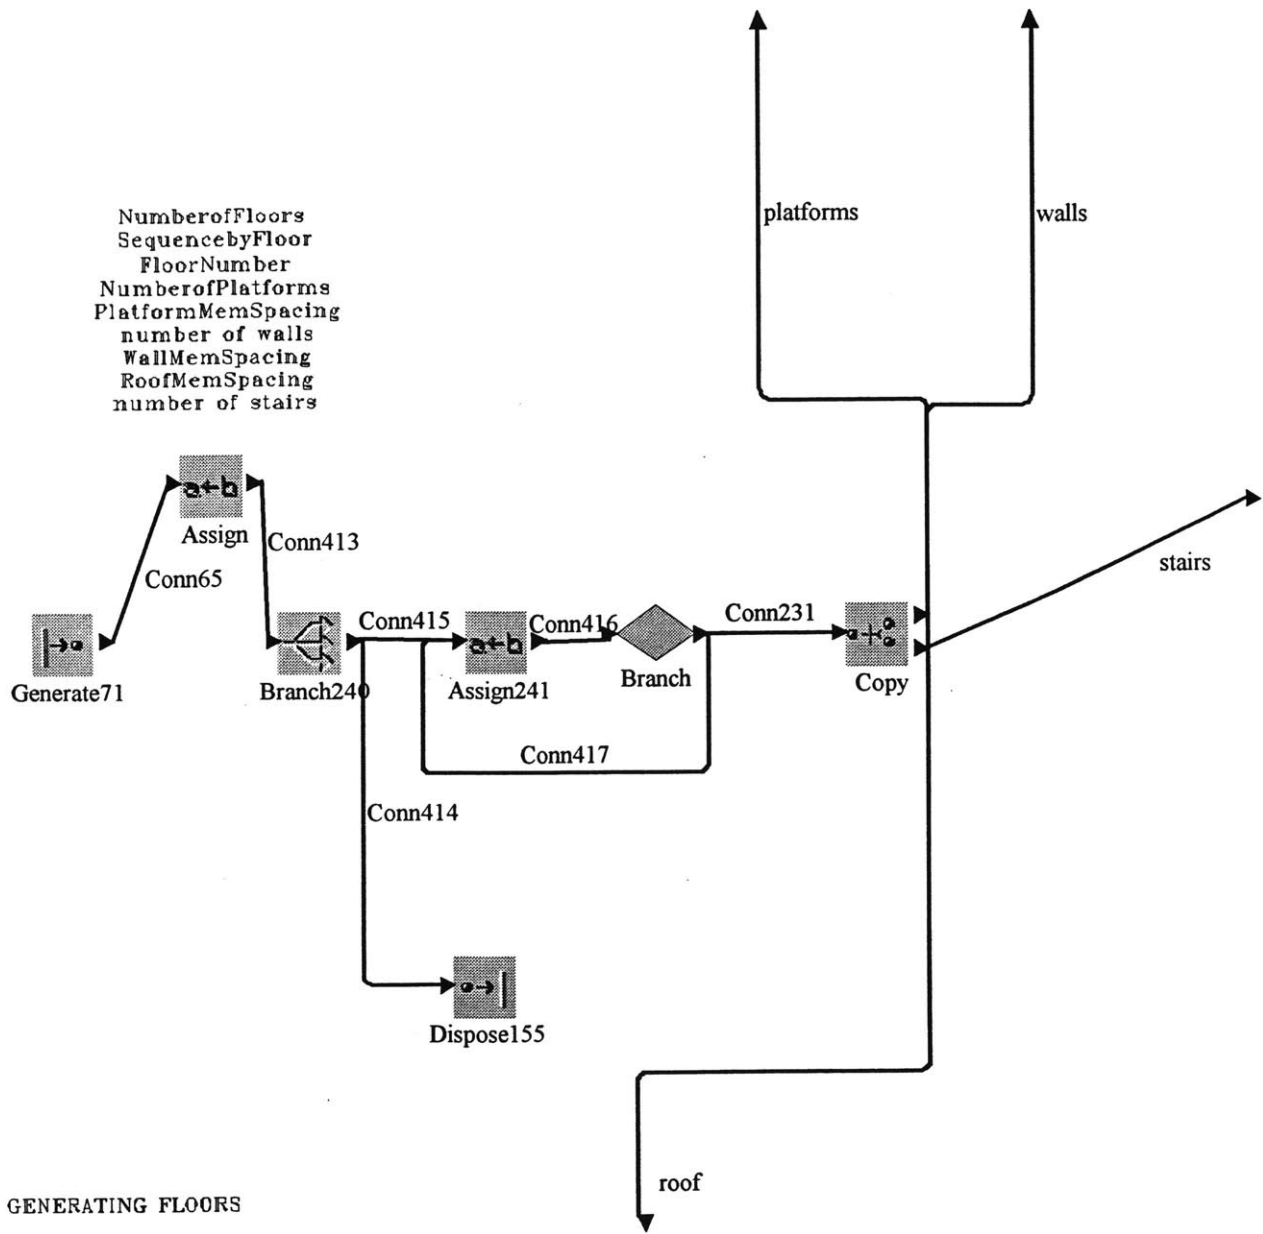 platforms
walls
NumberofFloors
SequencebyFloor
FloorNumber
NumberofPlatforms
PlatformMemSpacing
number of walls
WallMemSpacing
RoofMemSpacing
number of stairs
a←b
Assign
Conn413
Conn65
stairs
Conn415
Conn416
Conn231
a←b
Generate71
Branch240
Assign241
Branch
Copy
Conn417
Conn414
Dispose155
roof
GENERATING FLOORS